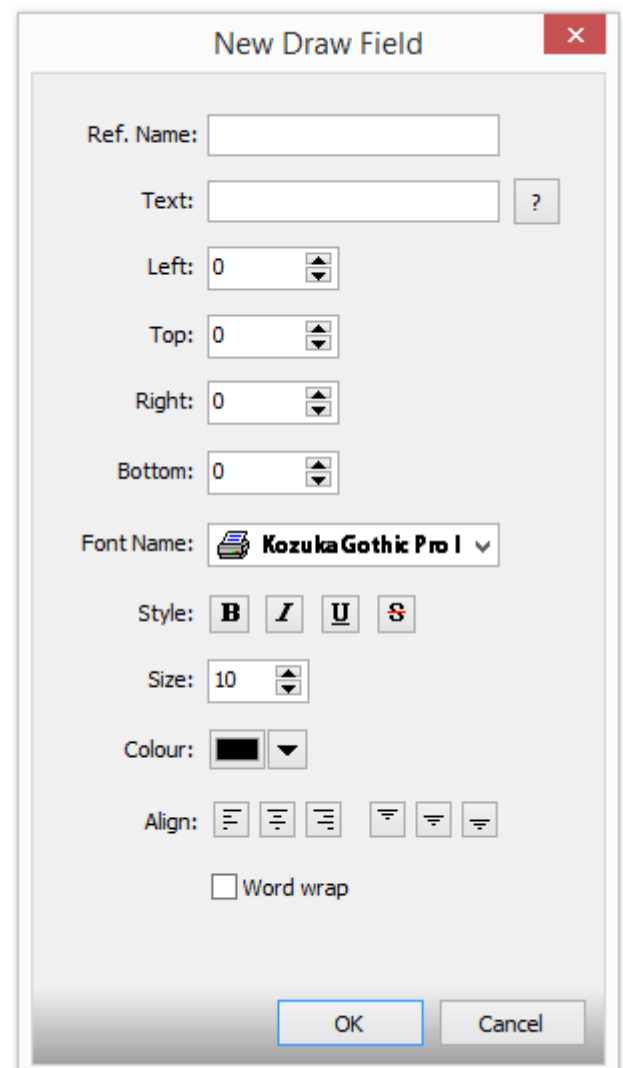 New Draw Field
Ref. Name:
Text: ?
Left: 0
Top: 0
Right: 0
Bottom: 0
Font Name: Kozuka Gothic Pro
Style: B I U S
Size: 10
Colour:
Align:
Word wrap
OK Cancel